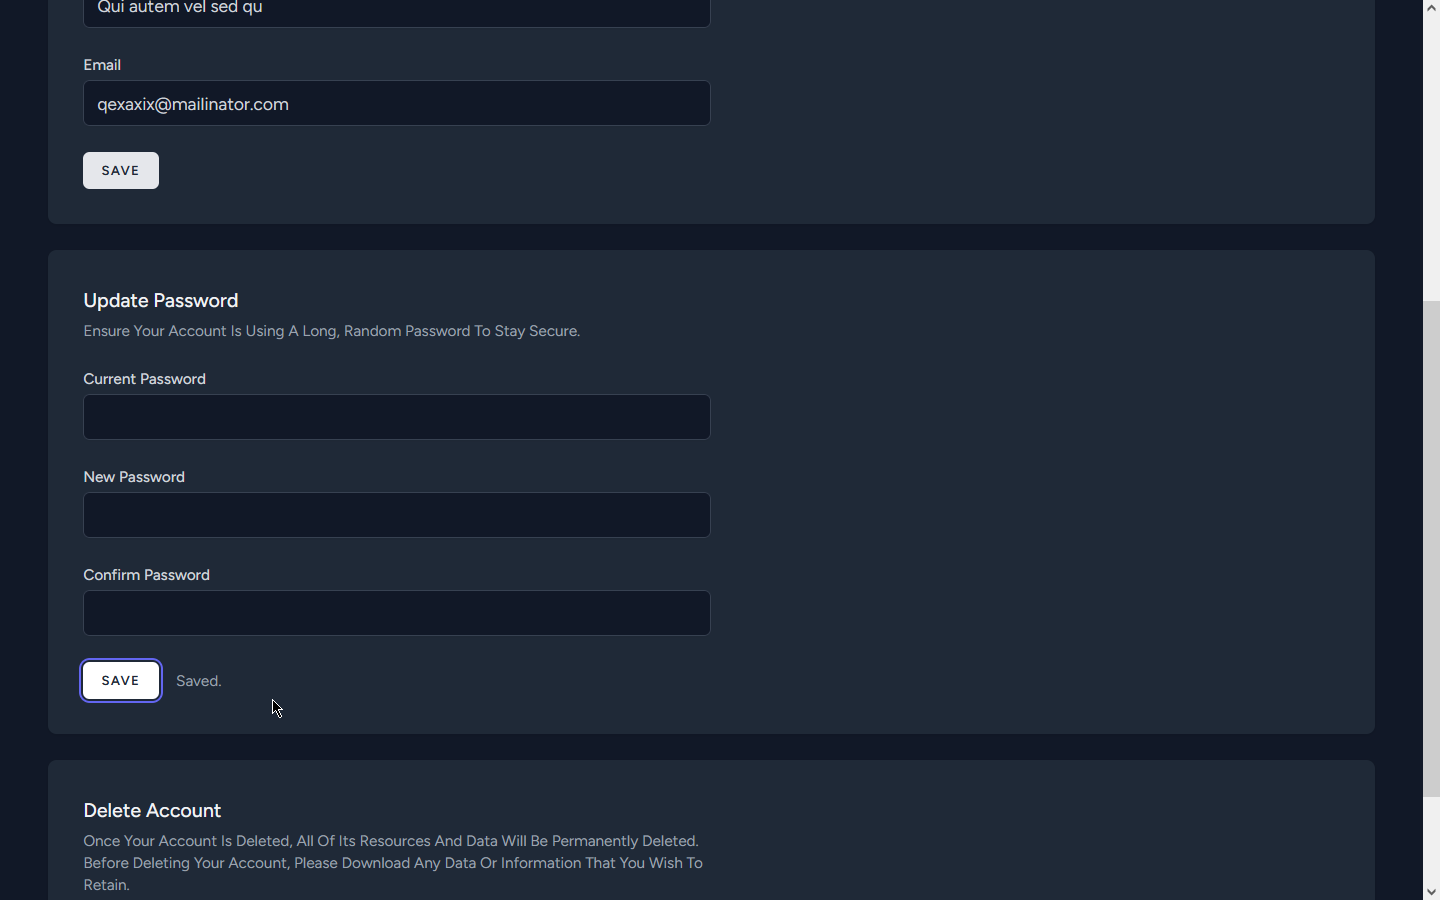 Qui autem vel sed qu
Email
qexaxix@mailinator.com
SAVE
Update Password
Ensure Your Account Is Using A Long, Random Password To Stay Secure.
Current Password
New Password
Confirm Password
SAVE Saved.
Delete Account
Once Your Account Is Deleted, All Of Its Resources And Data Will Be Permanently Deleted.
Before Deleting Your Account, Please Download Any Data Or Information That You Wish To
Retain.